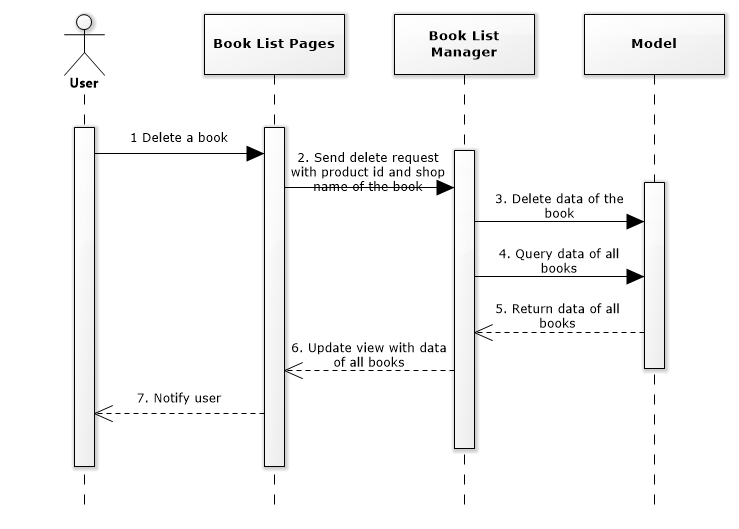 User
Book List Pages
Book List
Manager
Model
1 Delete a book
2. Send delete request
with product id and shop
name of the book
3. Delete data of the
book
4. Query data of all
books
5. Return data of all
books
6. Update view with data
of all books
7. Notify user